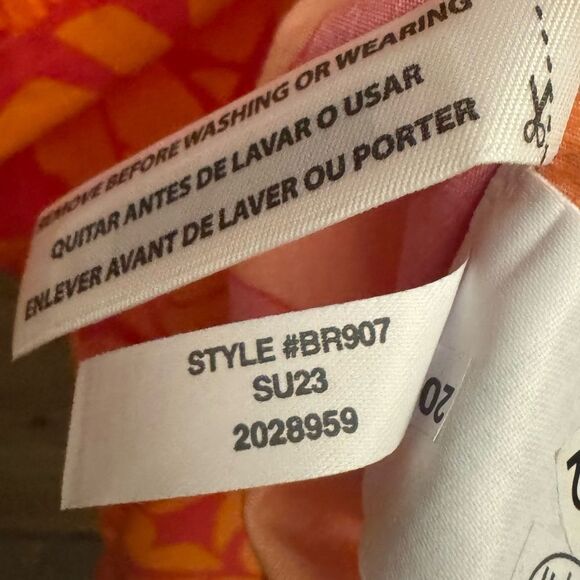 REMOVE BEFORE WASHING OR WEARING
QUITAR ANTES DE LAVAR O USAR
ENLEVER AVANT DE LAVER OU PORTER
STYLE #BR907
SU23
2028959
20